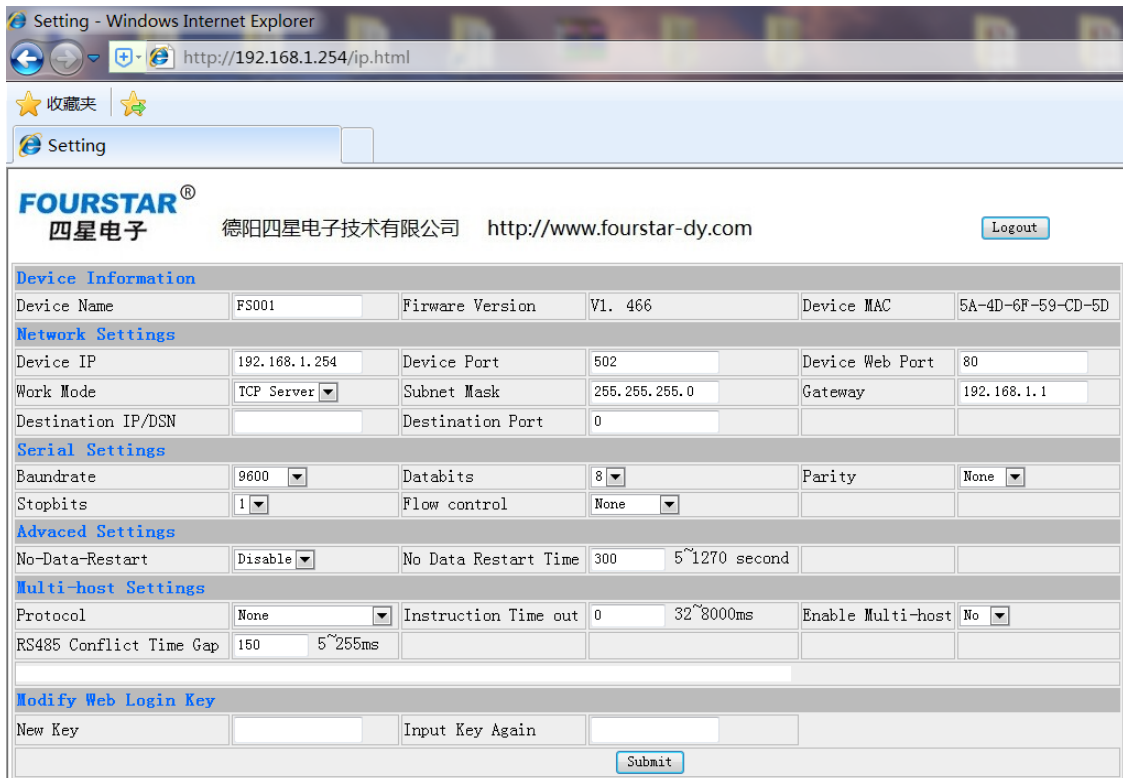 Setting - Windows Internet Explorer
http://192.168.1.254/ip.html
收藏夹
Setting
FOURSTAR®
四星电子 德阳四星电子技术有限公司 http://www.fourstar-dy.com Logout
Device Information
Device Name FS001 Firware Version V1. 466 Device MAC 5A-4D-6F-59-CD-5D
Network Settings
Device IP 192.168.1.254 Device Port 502 Device Web Port 80
Work Mode TCP Server Subnet Mask 255.255.255.0 Gateway 192.168.1.1
Destination IP/DSN Destination Port 0
Serial Settings
Baundrate 9600 Databits 8 Parity None
Stopbits 1 Flow control None
Advaced Settings
No-Data-Restart Disable No Data Restart Time 300 5~1270 second
Multi-host Settings
Protocol None Instruction Time out 0 32~8000ms Enable Multi-host No
RS485 Conflict Time Gap 150 5~255ms
Modify Web Login Key
New Key Input Key Again
Submit